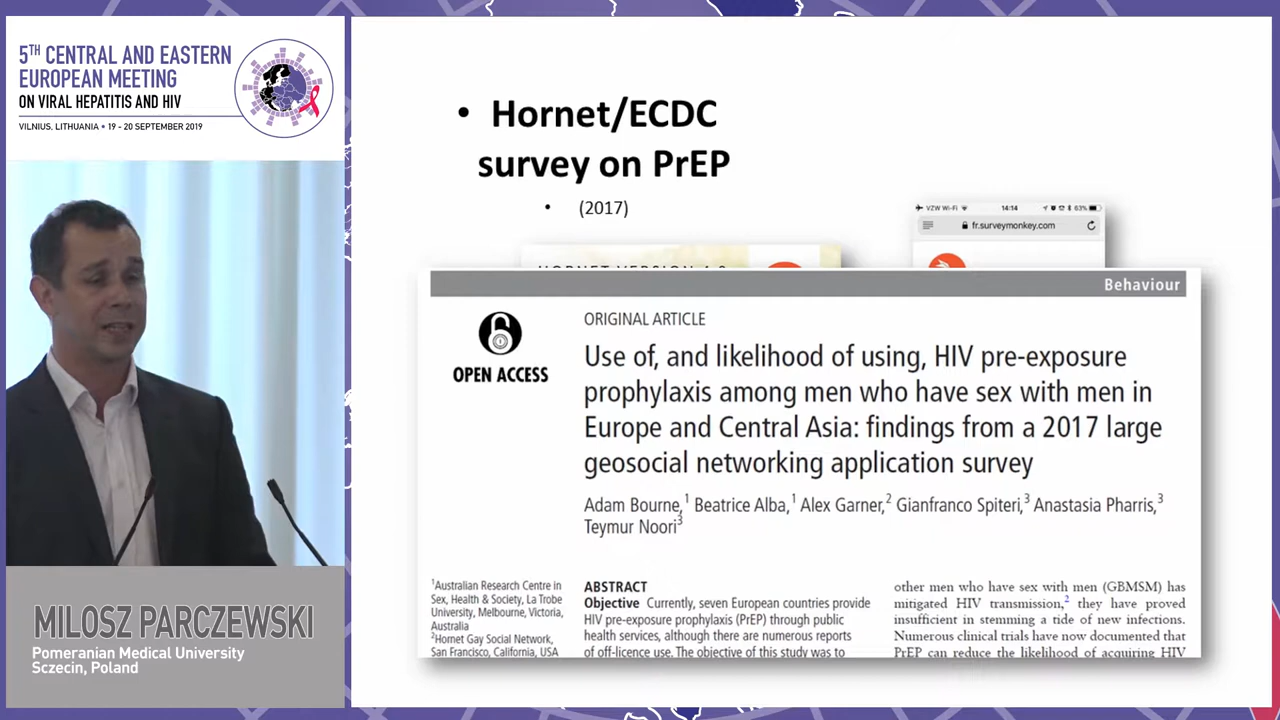 5TH CENTRAL AND EASTERN
EUROPEAN MEETING
ON VIRAL HEPATITIS AND HIV
VILNIUS, LITHUANIA • 19 - 20 SEPTEMBER 2019
• Hornet/ECDC
survey on PrEP
• (2017)
VZW Wi-Fi 14:14 63%
fr.surveymonkey.com
HORNET VERSION 4.0
Behaviour
OPEN ACCESS
ORIGINAL ARTICLE
Use of, and likelihood of using, HIV pre-exposure
prophylaxis among men who have sex with men in
Europe and Central Asia: findings from a 2017 large
geosocial networking application survey
Adam Bourne,1 Beatrice Alba,1 Alex Garner,2 Gianfranco Spiteri,3 Anastasia Pharris,3
Teymur Noori3
1Australian Research Centre in
Sex, Health & Society, La Trobe
University, Melbourne, Victoria,
Australia
2Hornet Gay Social Network,
San Francisco, California, USA
ABSTRACT
Objective Currently, seven European countries provide
HIV pre-exposure prophylaxis (PrEP) through public
health services, although there are numerous reports
of off-licence use. The objective of this study was to
other men who have sex with men (GBMSM) has
mitigated HIV transmission,2 they have proved
insufficient in stemming a tide of new infections.
Numerous clinical trials have now documented that
PrEP can reduce the likelihood of acquiring HIV
MILOSZ PARCZEWSKI
Pomeranian Medical University
Sczecin, Poland